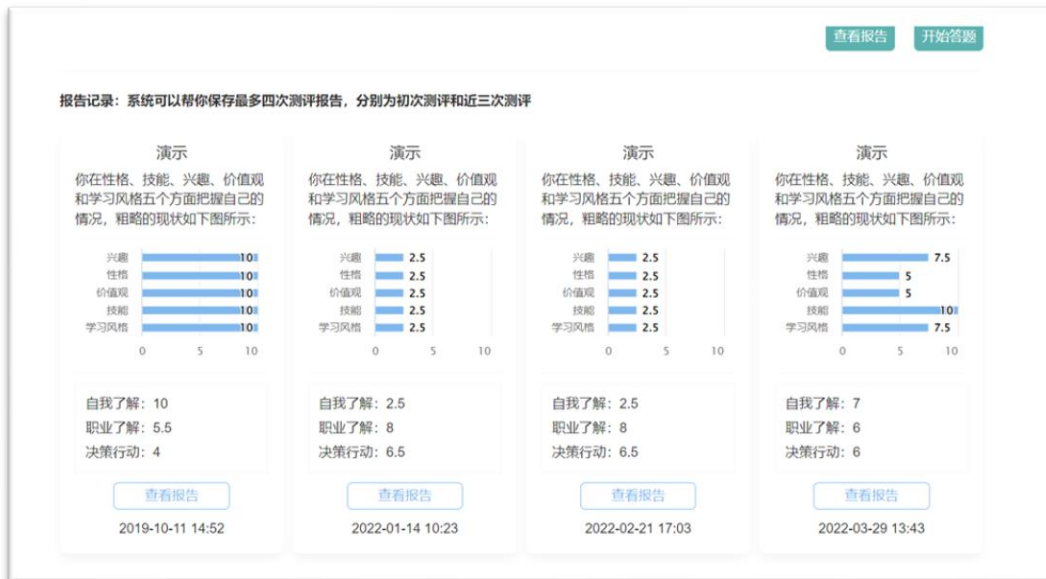 查看报告 开始答题
报告记录：系统可以帮你保存最多四次测评报告，分别为初次测评和近三次测评
演示
你在性格、技能、兴趣、价值观
和学习风格五个方面把握自己的
情况，粗略的现状如下图所示：
兴趣 10
性格 10
价值观 10
技能 10
学习风格 10
0 5 10
自我了解：10
职业了解：5.5
决策行动：4
查看报告
2019-10-11 14:52
演示
你在性格、技能、兴趣、价值观
和学习风格五个方面把握自己的
情况，粗略的现状如下图所示：
兴趣 2.5
性格 2.5
价值观 2.5
技能 2.5
学习风格 2.5
0 5 10
自我了解：2.5
职业了解：8
决策行动：6.5
查看报告
2022-01-14 10:23
演示
你在性格、技能、兴趣、价值观
和学习风格五个方面把握自己的
情况，粗略的现状如下图所示：
兴趣 2.5
性格 2.5
价值观 2.5
技能 2.5
学习风格 2.5
0 5 10
自我了解：2.5
职业了解：8
决策行动：6.5
查看报告
2022-02-21 17:03
演示
你在性格、技能、兴趣、价值观
和学习风格五个方面把握自己的
情况，粗略的现状如下图所示：
兴趣 7.5
性格 5
价值观 5
技能 10
学习风格 7.5
0 5 10
自我了解：7
职业了解：6
决策行动：6
查看报告
2022-03-29 13:43